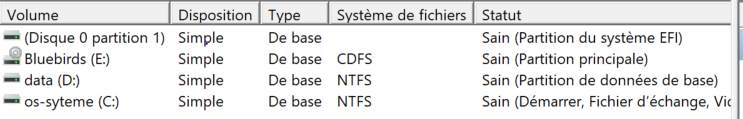 Volume Disposition Type Système de fichiers Statut
(Disque 0 partition 1) Simple De base Sain (Partition du système EFI)
Bluebirds (E:) Simple De base CDFS Sain (Partition principale)
data (D:) Simple De base NTFS Sain (Partition de données de base)
os-syteme (C:) Simple De base NTFS Sain (Démarrer, Fichier d’échange, Vid